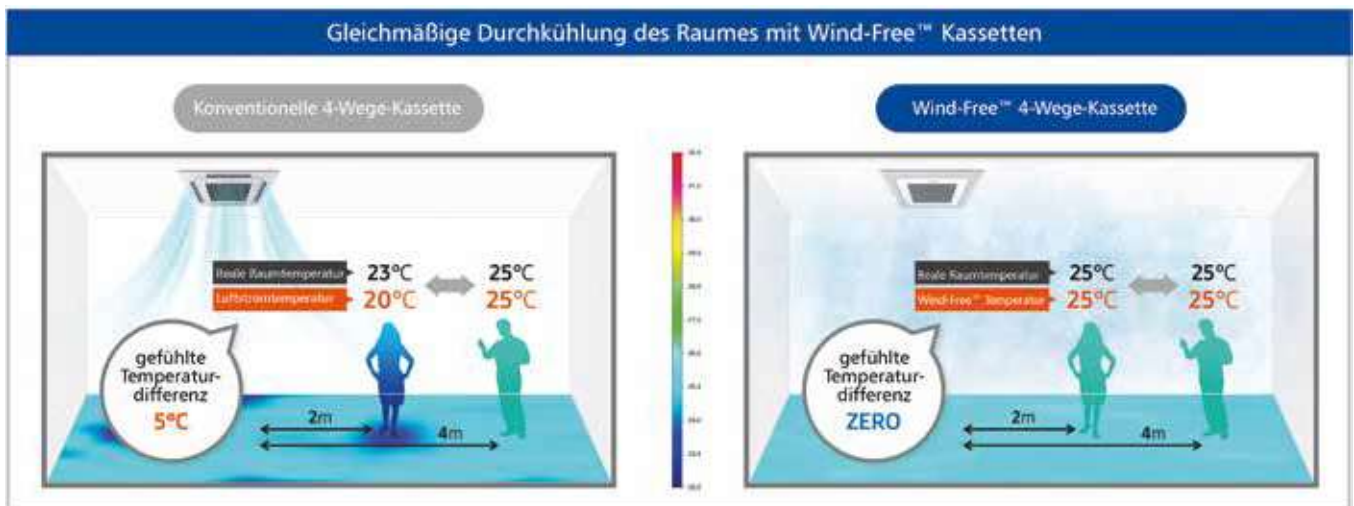 Gleichmäßige Durchkühlung des Raumes mit Wind-Free™ Kassetten
Konventionelle 4-Wege-Kassette
Reale Raumtemperatur
23°C
25°C
Luftstromtemperatur
20°C
25°C
gefühlte
Temperatur-
differenz
5°C
2m
4m
Wind-Free™ 4-Wege-Kassette
Reale Raumtemperatur
25°C
25°C
Wind-Free™ Temperatur
25°C
25°C
gefühlte
Temperatur-
differenz
ZERO
2m
4m